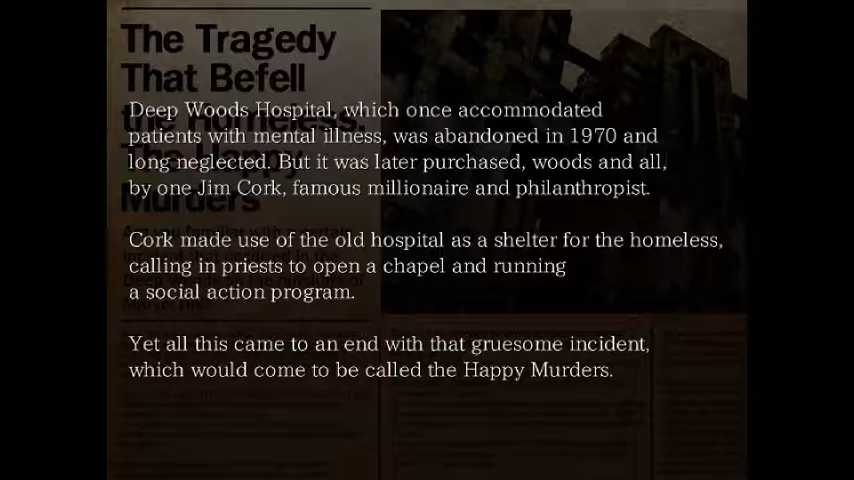 The Tragedy
That Befell
the Homeless:
The Happy
Murders
Deep Woods Hospital, which once accommodated
patients with mental illness, was abandoned in 1970 and
long neglected. But it was later purchased, woods and all,
by one Jim Cork, famous millionaire and philanthropist.
Cork made use of the old hospital as a shelter for the homeless,
calling in priests to open a chapel and running
a social action program.
Yet all this came to an end with that gruesome incident,
which would come to be called the Happy Murders.